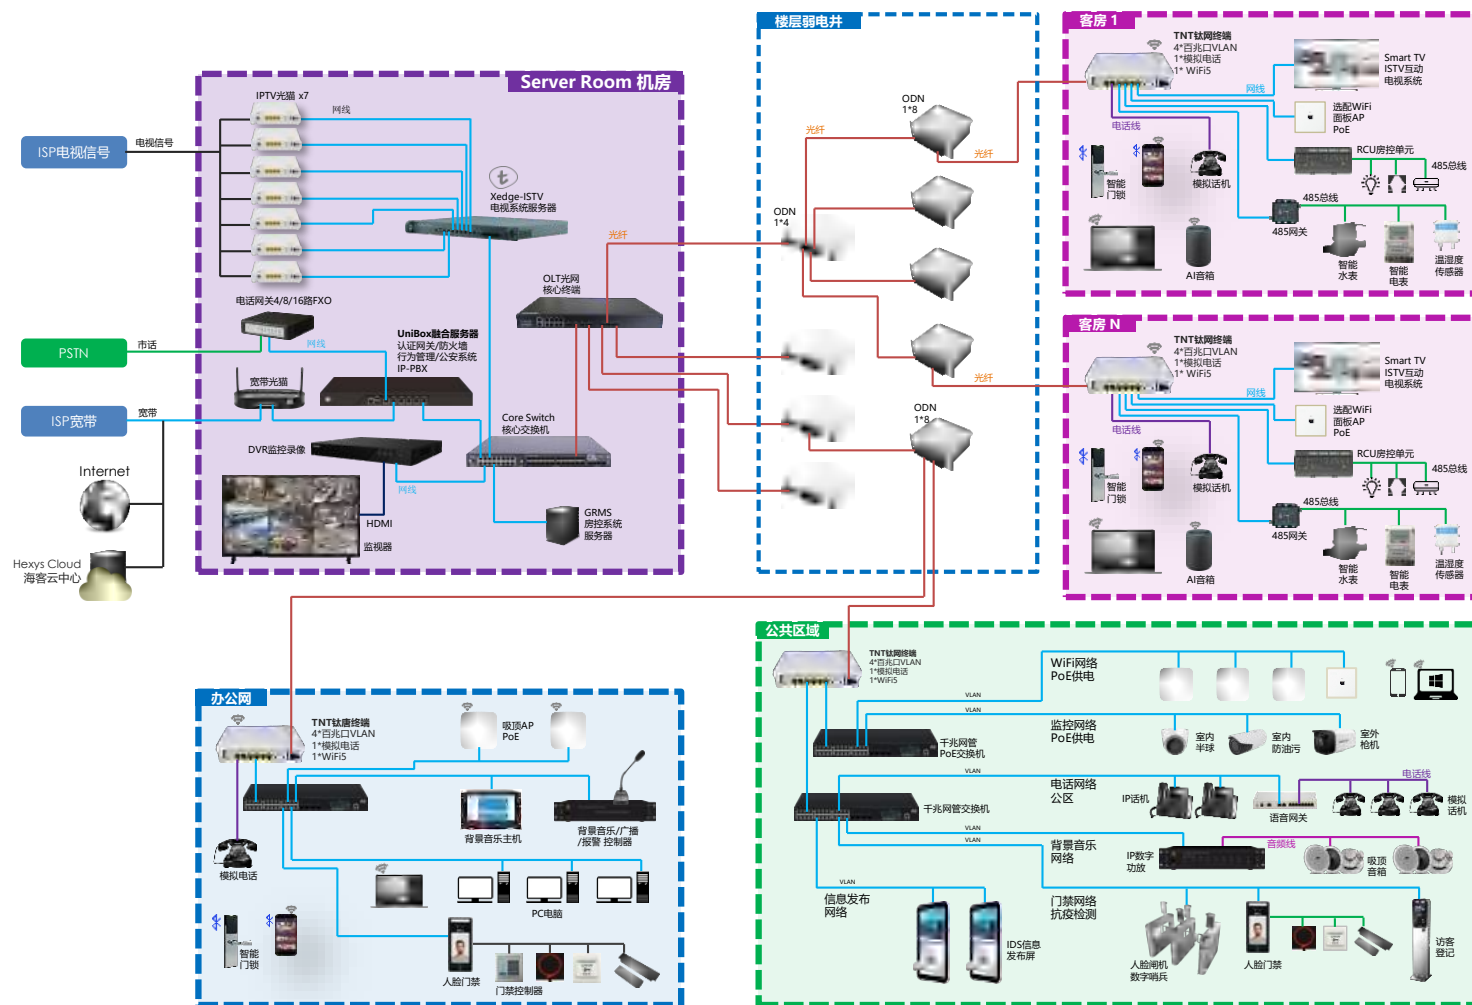 Server Room 机房
IPTV光猫 x7
网线
ISP电视信号
电视信号
Xedge-ISTV
电视系统服务器
光纤
OLT光网
核心终端
电话网关4/8/16路FXO
PSTN
市话
网线
UniBox融合服务器
认证网关/防火墙
行为管理/公安系统
IP-PBX
宽带光猫
ISP宽带
宽带
Core Switch
核心交换机
DVR监控录像
网线
Internet
HDMI
监视器
GRMS
房控系统
服务器
Hexys Cloud
海客云中心
楼层弱电井
ODN
1*8
光纤
光纤
ODN
1*4
光纤
ODN
1*8
客房 1
TNT钛网终端
4*百兆口VLAN
1*模拟电话
1* WiFi5
Smart TV
ISTV互动
电视系统
网线
选配WiFi
面板AP
PoE
电话线
RCU房控单元
485总线
智能
门锁
模拟话机
485总线
485网关
AI音箱
智能
水表
智能
电表
温湿度
传感器
客房 N
TNT钛网终端
4*百兆口VLAN
1*模拟电话
1* WiFi5
Smart TV
ISTV互动
电视系统
网线
选配WiFi
面板AP
PoE
电话线
RCU房控单元
485总线
智能
门锁
模拟话机
485总线
485网关
AI音箱
智能
水表
智能
电表
温湿度
传感器
办公网
TNT钛唐终端
4*百兆口VLAN
1*模拟电话
1*WiFi5
吸顶AP
PoE
背景音乐主机
背景音乐/广播
/报警 控制器
模拟电话
PC电脑
智能
门锁
人脸门禁
门禁控制器
公共区域
TNT钛网终端
4*百兆口VLAN
1*模拟电话
1*WiFi5
WiFi网络
PoE供电
VLAN
VLAN
监控网络
PoE供电
千兆网管
PoE交换机
室内
半球
室内
防油污
室外
枪机
VLAN
电话网络
公区
电话线
IP话机
语音网关
模拟
话机
千兆网管交换机
VLAN
VLAN
背景音乐
网络
音频线
IP数字
功放
吸顶
音箱
VLAN
信息发布
网络
门禁网络
抗疫检测
IDS信息
发布屏
人脸闸机
数字哨兵
人脸门禁
访客
登记